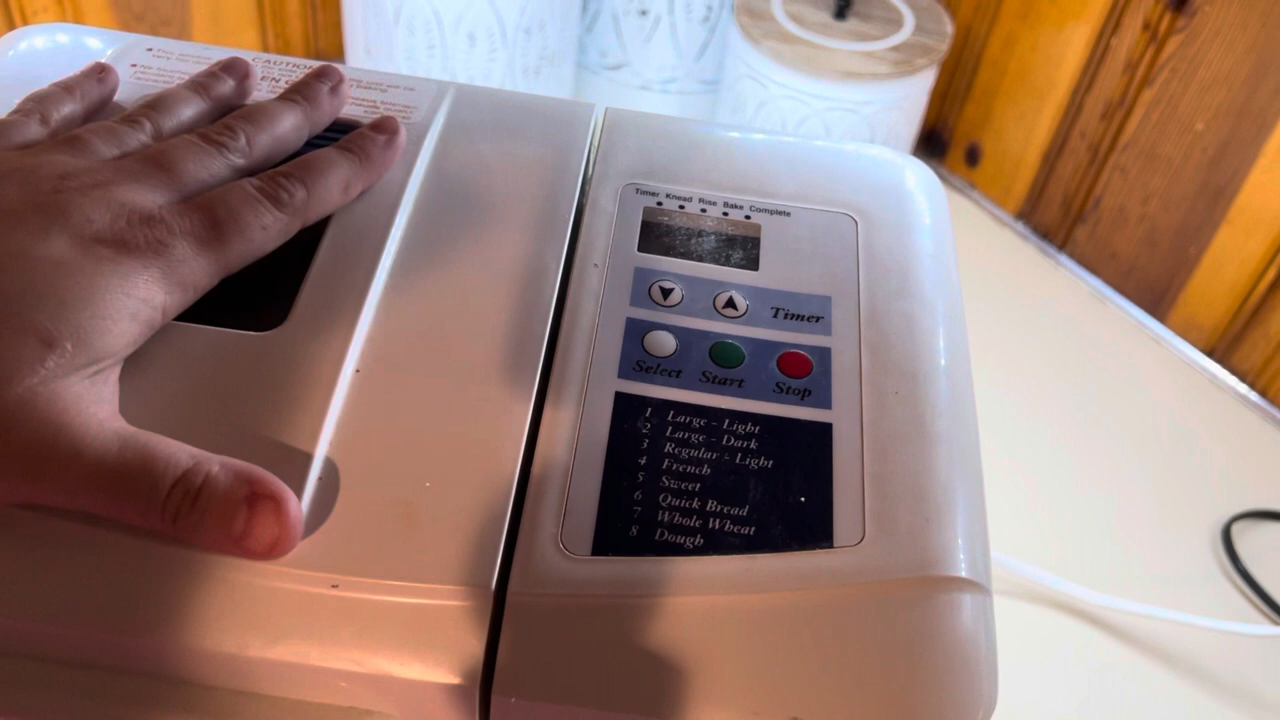 CAUTION
EN G
Timer Knead Rise Bake Complete
Timer
Select Start Stop
1 Large - Light
2 Large - Dark
3 Regular - Light
4 French
5 Sweet
6 Quick Bread
7 Whole Wheat
8 Dough